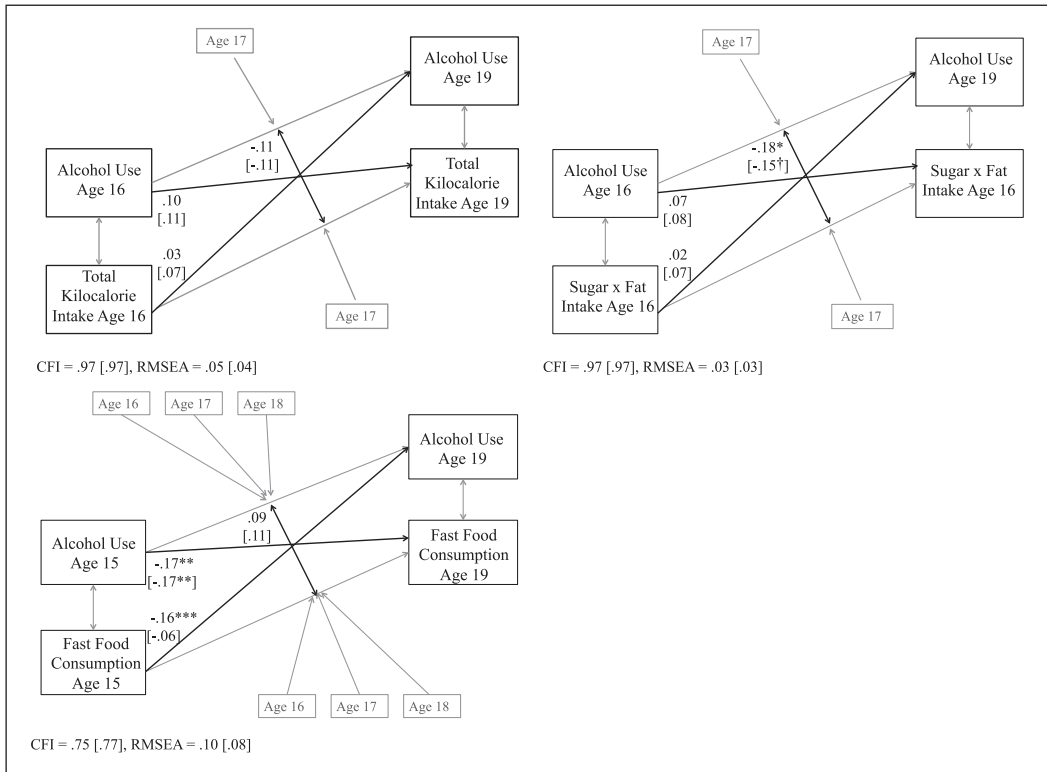 Age 17
Alcohol Use
Age 19
-.11
[-.11]
Alcohol Use
Age 16
Total
Kilocalorie
Intake Age 19
.10
[.11]
.03
[.07]
Total
Kilocalorie
Intake Age 16
Age 17
CFI = .97 [.97], RMSEA = .05 [.04]
Age 17
Alcohol Use
Age 19
-.18*
[-.15†]
Alcohol Use
Age 16
Sugar x Fat
Intake Age 16
.07
[.08]
.02
[.07]
Sugar x Fat
Intake Age 16
Age 17
CFI = .97 [.97], RMSEA = .03 [.03]
Age 16
Age 17
Age 18
Alcohol Use
Age 19
.09
[.11]
Alcohol Use
Age 15
Fast Food
Consumption
Age 19
-.17**
[-.17**]
-.16***
[-.06]
Fast Food
Consumption
Age 15
Age 16
Age 17
Age 18
CFI = .75 [.77], RMSEA = .10 [.08]